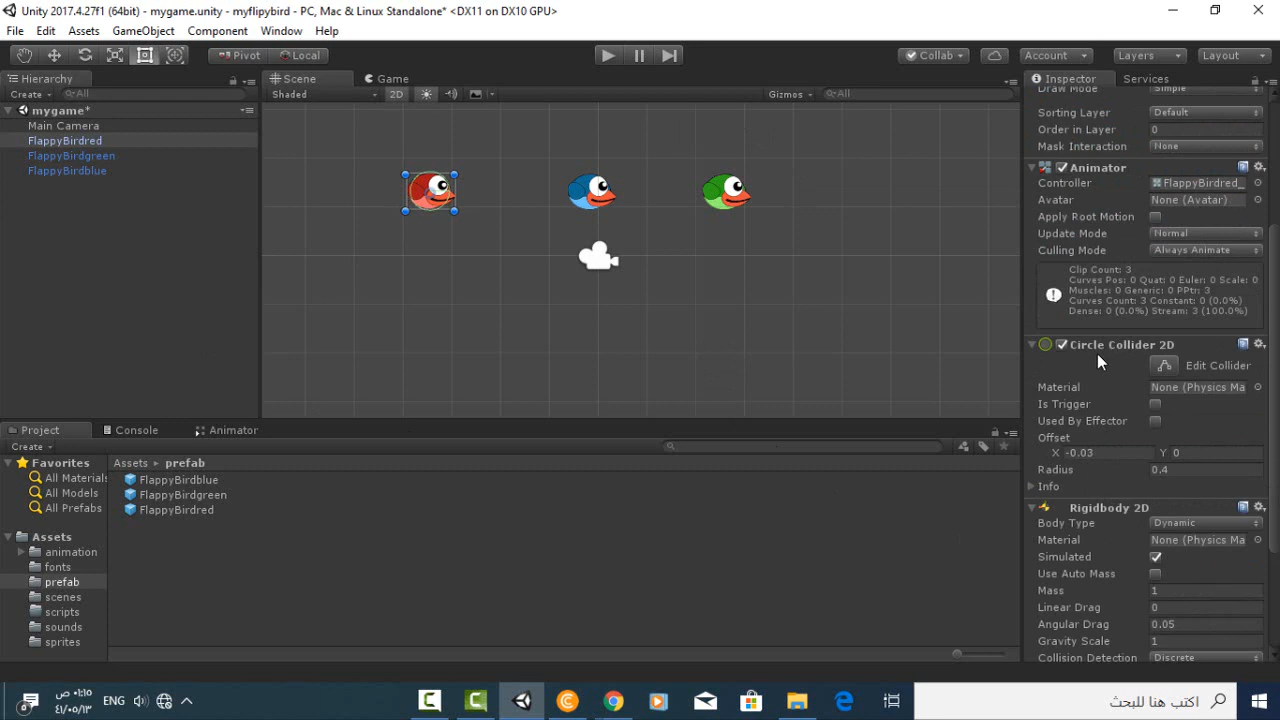 Unity 2017.4.27f1 (64bit) - mygame.unity - myflipybird - PC, Mac & Linux Standalone* <DX11 on DX10 GPU>
File Edit Assets GameObject Component Window Help
Pivot Local Collab Account Layers Layout
Hierarchy
Create All
mygame*
Main Camera
FlappyBirdred
FlappyBirdgreen
FlappyBirdblue
Scene Game
Shaded 2D Gizmos All
Inspector Services
Draw Mode Simple
Sorting Layer Default
Order in Layer 0
Mask Interaction None
Animator
Controller FlappyBirdred_
Avatar None (Avatar)
Apply Root Motion
Update Mode Normal
Culling Mode Always Animate
Clip Count: 3
Curves Pos: 0 Quat: 0 Euler: 0 Scale: 0
Muscles: 0 Generic: 0 PPtr: 3
Curves Count: 3 Constant: 0 (0.0%)
Dense: 0 (0.0%) Stream: 3 (100.0%)
Circle Collider 2D
Edit Collider
Material None (Physics Ma
Is Trigger
Used By Effector
Offset
X -0.03 Y 0
Radius 0.4
Info
Rigidbody 2D
Body Type Dynamic
Material None (Physics Ma
Simulated
Use Auto Mass
Mass 1
Linear Drag 0
Angular Drag 0.05
Gravity Scale 1
Collision Detection Discrete
Project Console Animator
Create
Favorites
All Materials
All Models
All Prefabs
Assets
animation
fonts
prefab
scenes
scripts
sounds
sprites
Assets prefab
FlappyBirdblue
FlappyBirdgreen
FlappyBirdred
ENG
اكتب هنا للبحث